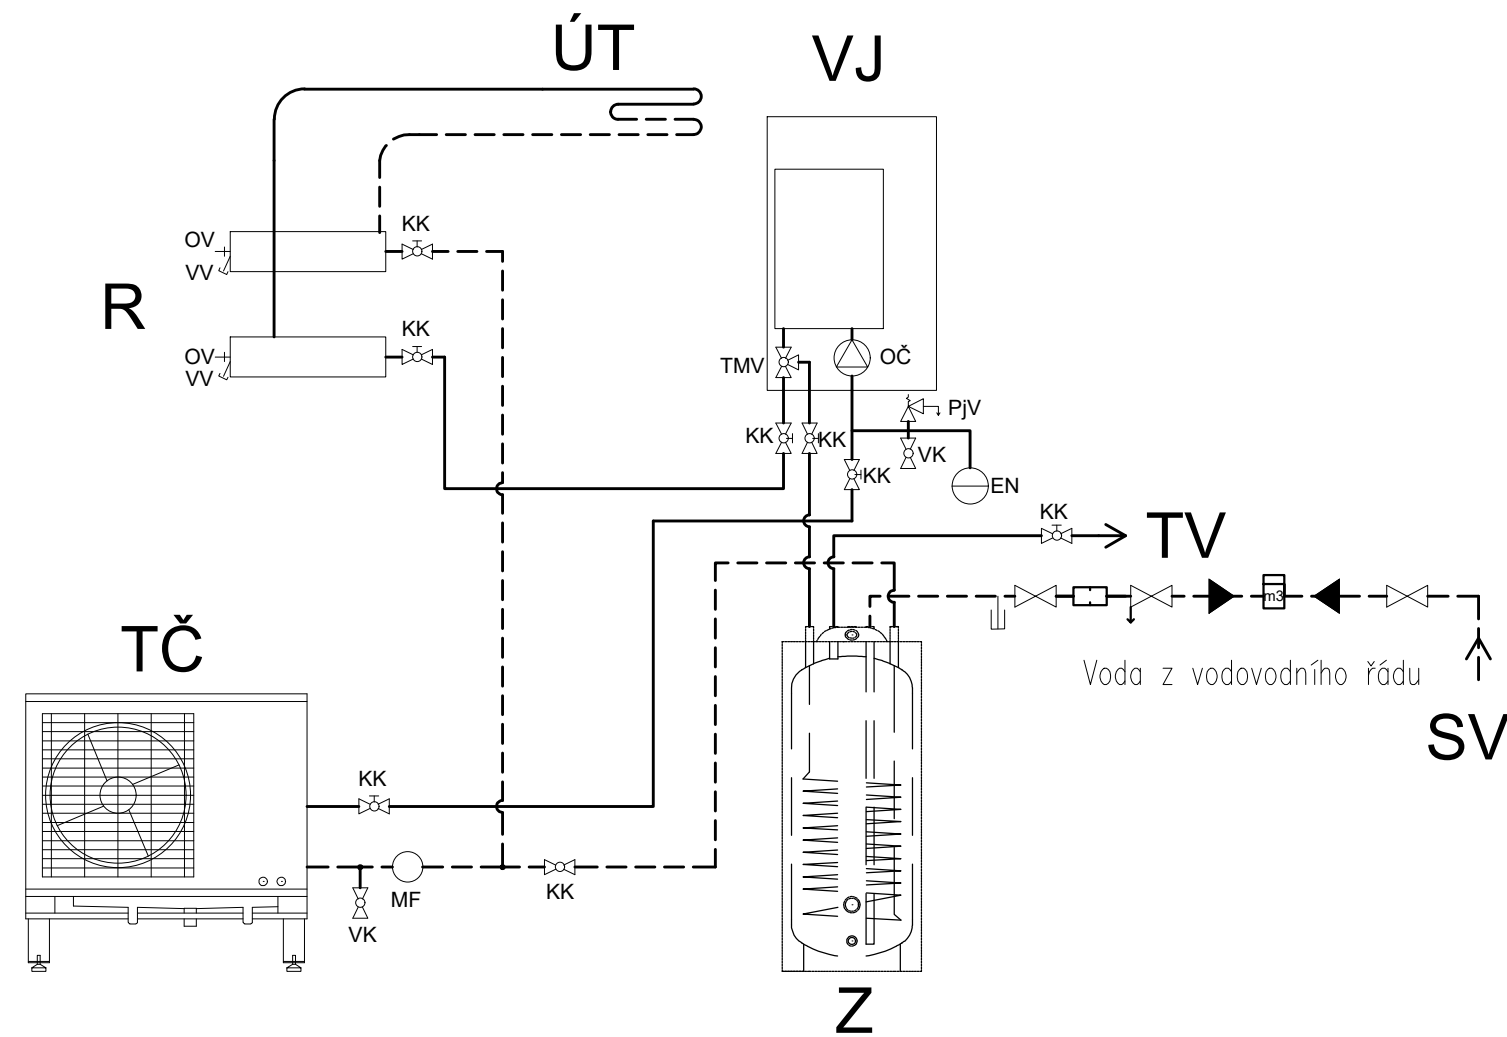 ÚT
VJ
KK
OV
VV
R
KK
OV
VV
TMV
OČ
PjV
KK
KK
VK
KK
EN
KK
TV
m3
TČ
Voda z vodovodního řádu
SV
KK
MF
KK
VK
Z